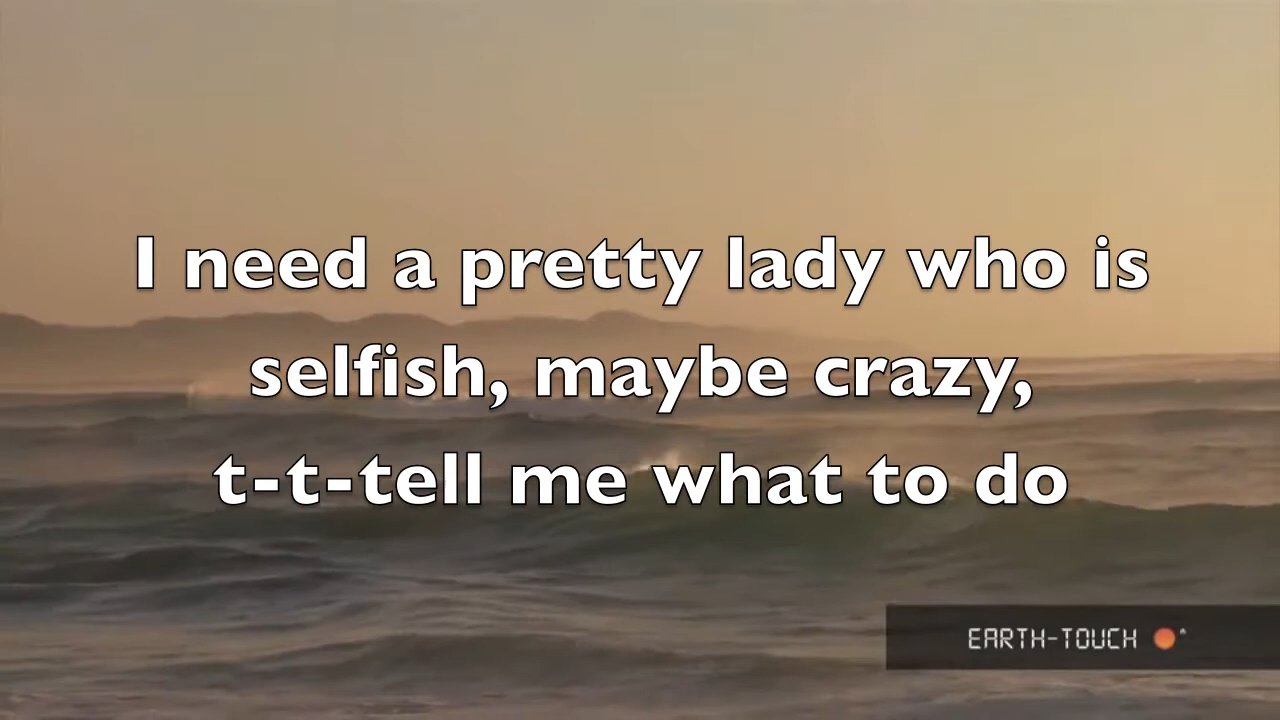 I need a pretty lady who is
selfish, maybe crazy,
t-t-tell me what to do
EARTH-TOUCH